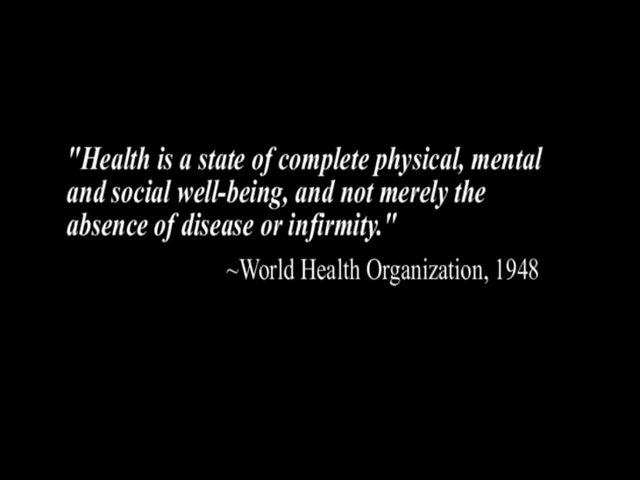 "Health is a state of complete physical, mental
and social well-being, and not merely the
absence of disease or infirmity."
~World Health Organization, 1948